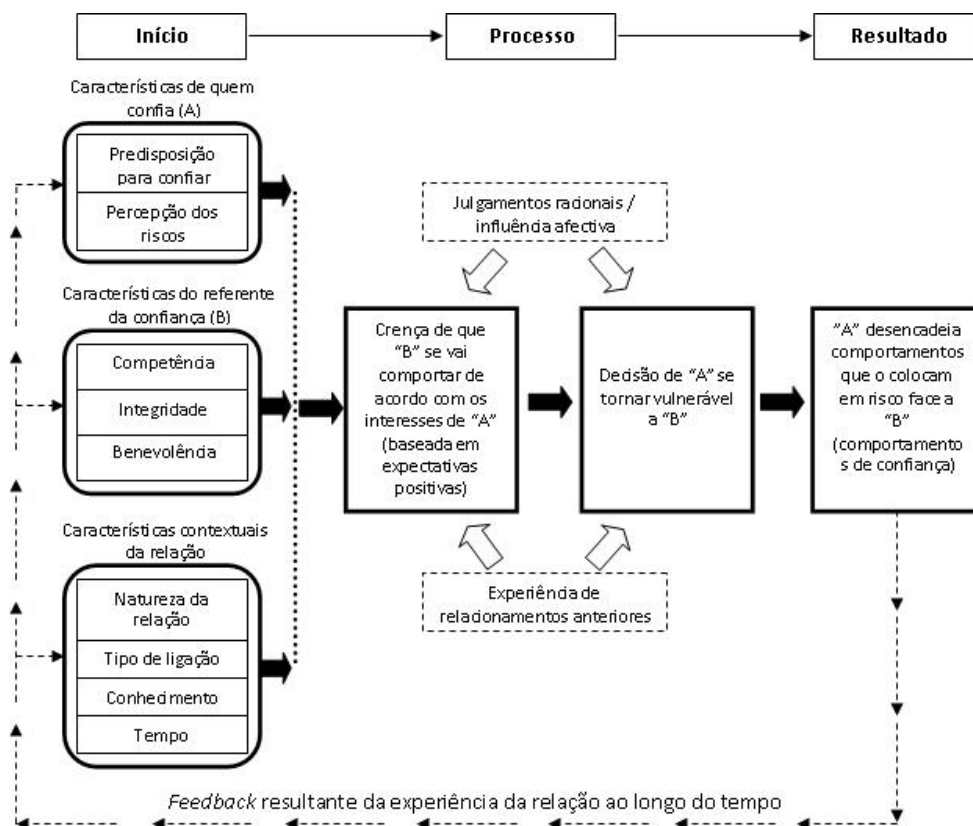 Início
Processo
Resultado
Características de quem
confia (A)
Predisposição
para confiar
Percepção dos
riscos
Características do referente
da confiança (B)
Competência
Integridade
Benevolência
Características contextuais
da relação
Natureza da
relação
Tipo de ligação
Conhecimento
Tempo
Julgamentos racionais /
influência afectiva
Crença de que
“B” se vai
comportar de
acordo com os
interesses de “A”
(baseada em
expectativas
positivas)
Decisão de “A” se
tornar vulnerável
a “B”
Experiência de
relacionamentos anteriores
”A” desencadeia
comportamentos
que o colocam
em risco face a
“B”
(comportamento
s de confiança)
Feedback resultante da experiência da relação ao longo do tempo